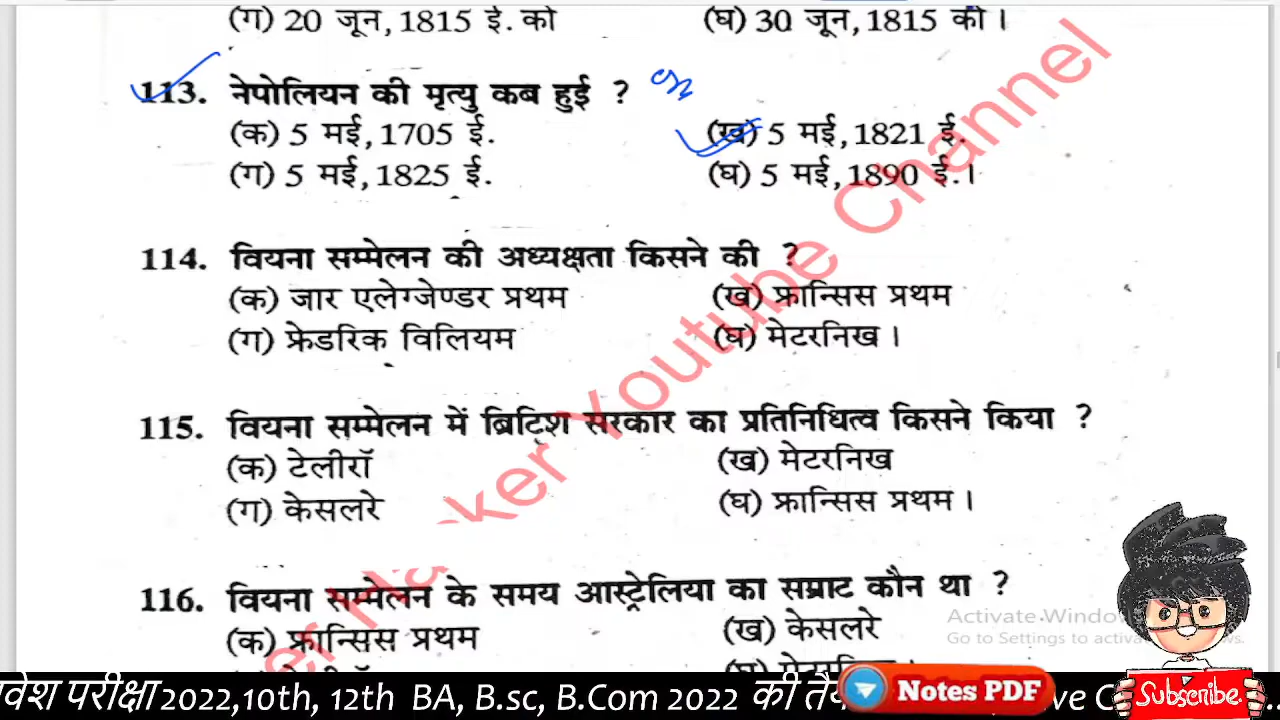 (ग) 20 जून, 1815 ई. को (घ) 30 जून, 1815 को।
113. नेपोलियन की मृत्यु कब हुई ?
(क) 5 मई, 1705 ई. (ख) 5 मई, 1821 ई.
(ग) 5 मई, 1825 ई. (घ) 5 मई, 1890 ई.।
114. वियना सम्मेलन की अध्यक्षता किसने की ?
(क) जार एलेग्जेण्डर प्रथम (ख) फ्रान्सिस प्रथम
(ग) फ्रेडरिक विलियम (घ) मेटरनिख।
115. वियना सम्मेलन में ब्रिटिश सरकार का प्रतिनिधित्व किसने किया ?
(क) टेलीरॉ (ख) मेटरनिख
(ग) केसलरे (घ) फ्रान्सिस प्रथम।
116. वियना सम्मेलन के समय आस्ट्रेलिया का सम्राट कौन था ?
(क) फ्रान्सिस प्रथम (ख) केसलरे
Youtube Channel
Activate Windo
Go to Settings to activ
परीक्षा 2022,10th, 12th BA, B.sc, B.Com 2022 की
Notes PDF
Subscribe